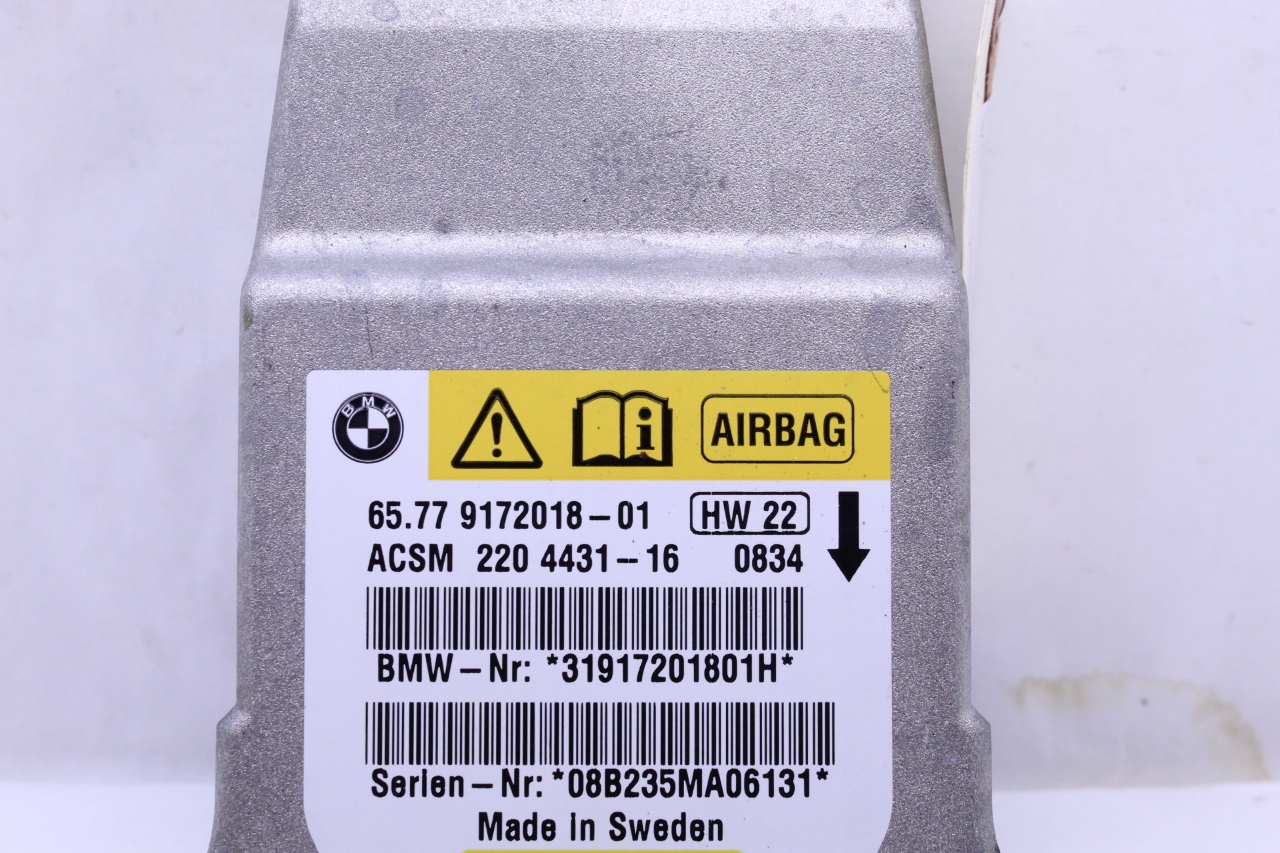 BMW
i AIRBAG
65.77 9172018-01 HW 22
ACSM 220 4431--16 0834
BMW-Nr: *31917201801H*
Serien-Nr: *08B235MA06131*
Made in Sweden